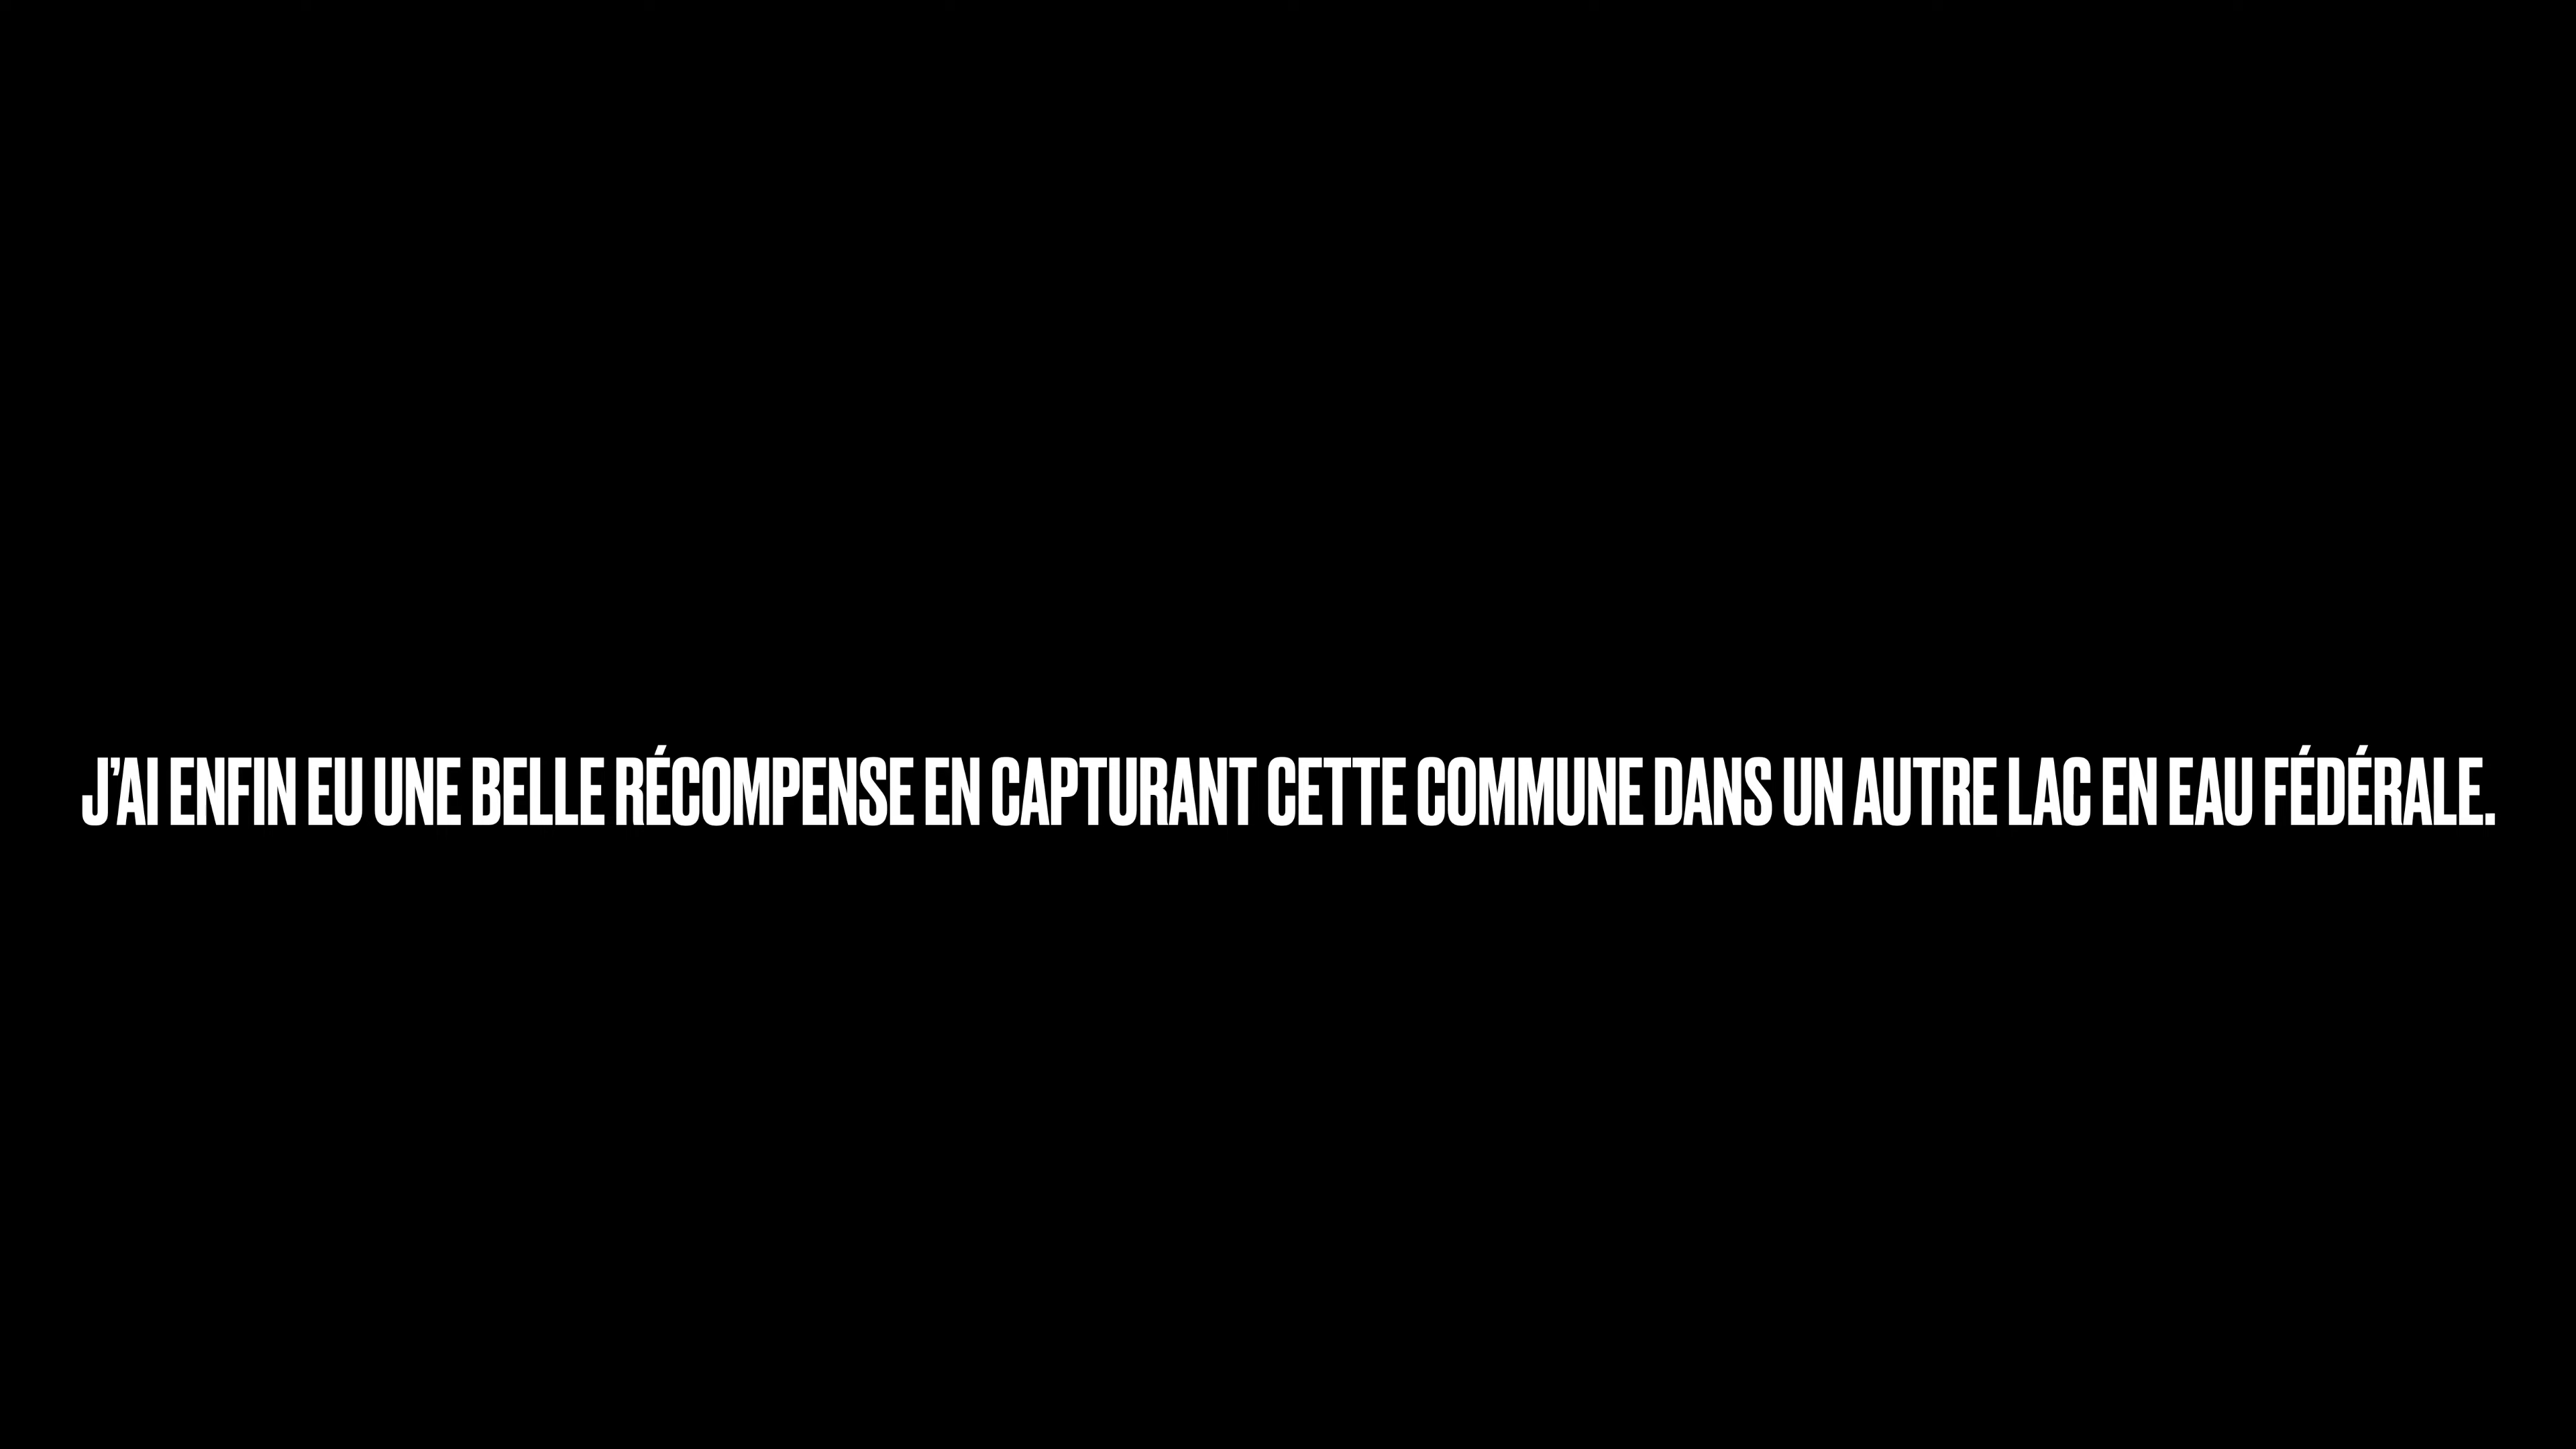 J’AI ENFIN EU UNE BELLE RÉCOMPENSE EN CAPTURANT CETTE COMMUNE DANS UN AUTRE LAC EN EAU FÉDÉRALE.